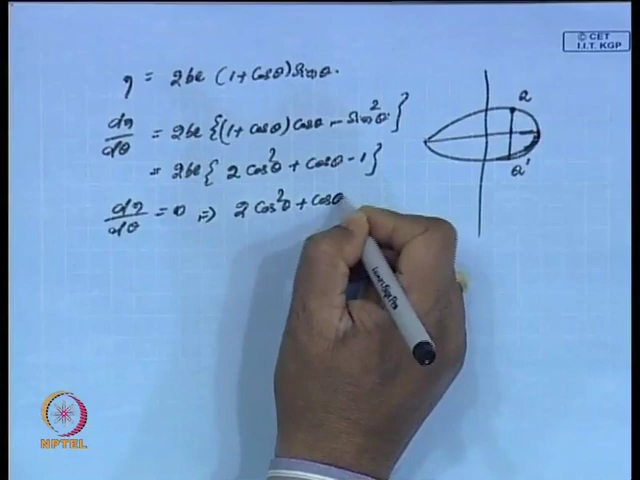 η = 2be (1+cosθ) sinθ.
dη/dθ = 2be {(1+cosθ) cosθ - sin²θ.}
= 2be { 2cos²θ + cosθ - 1 }
dη/dθ = 0 ⇒ 2cos²θ + cosθ
a
a'
© CET
I.I.T. KGP
NPTEL